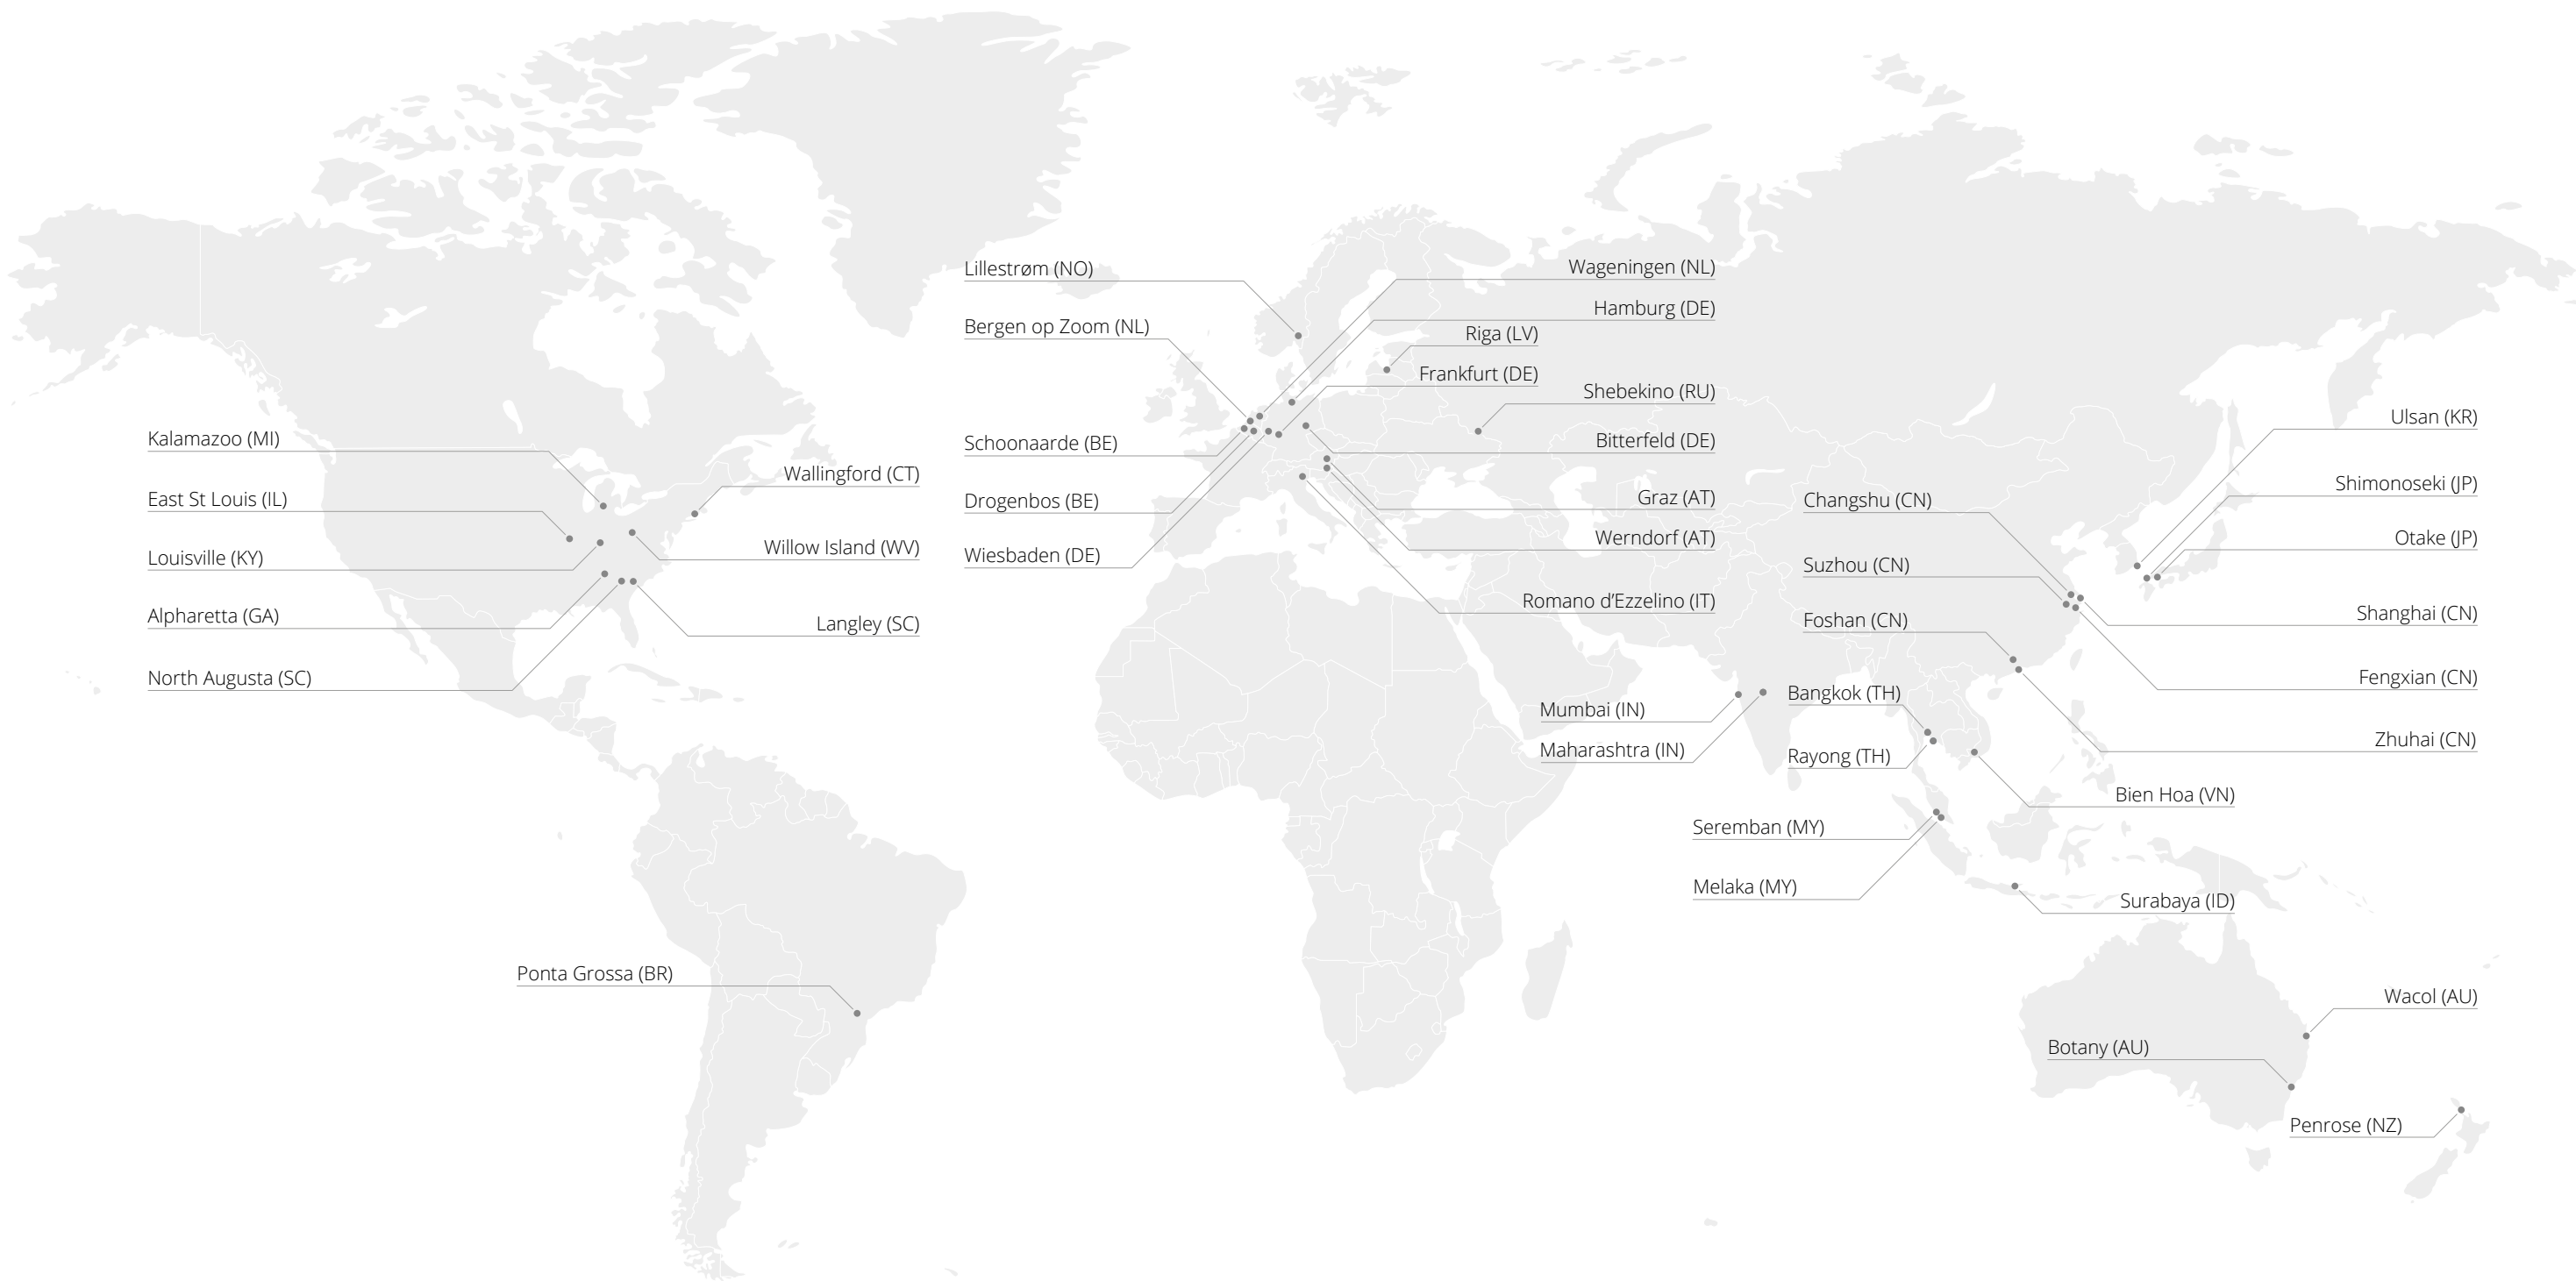 Lillestrøm (NO)
Bergen op Zoom (NL)
Schoonaarde (BE)
Drogenbos (BE)
Wiesbaden (DE)
Wageningen (NL)
Hamburg (DE)
Riga (LV)
Frankfurt (DE)
Shebekino (RU)
Bitterfeld (DE)
Graz (AT)
Werndorf (AT)
Romano d’Ezzelino (IT)
Kalamazoo (MI)
East St Louis (IL)
Louisville (KY)
Alpharetta (GA)
North Augusta (SC)
Wallingford (CT)
Willow Island (WV)
Langley (SC)
Ponta Grossa (BR)
Changshu (CN)
Suzhou (CN)
Foshan (CN)
Ulsan (KR)
Shimonoseki (JP)
Otake (JP)
Shanghai (CN)
Fengxian (CN)
Zhuhai (CN)
Mumbai (IN)
Maharashtra (IN)
Bangkok (TH)
Rayong (TH)
Bien Hoa (VN)
Seremban (MY)
Melaka (MY)
Surabaya (ID)
Wacol (AU)
Botany (AU)
Penrose (NZ)